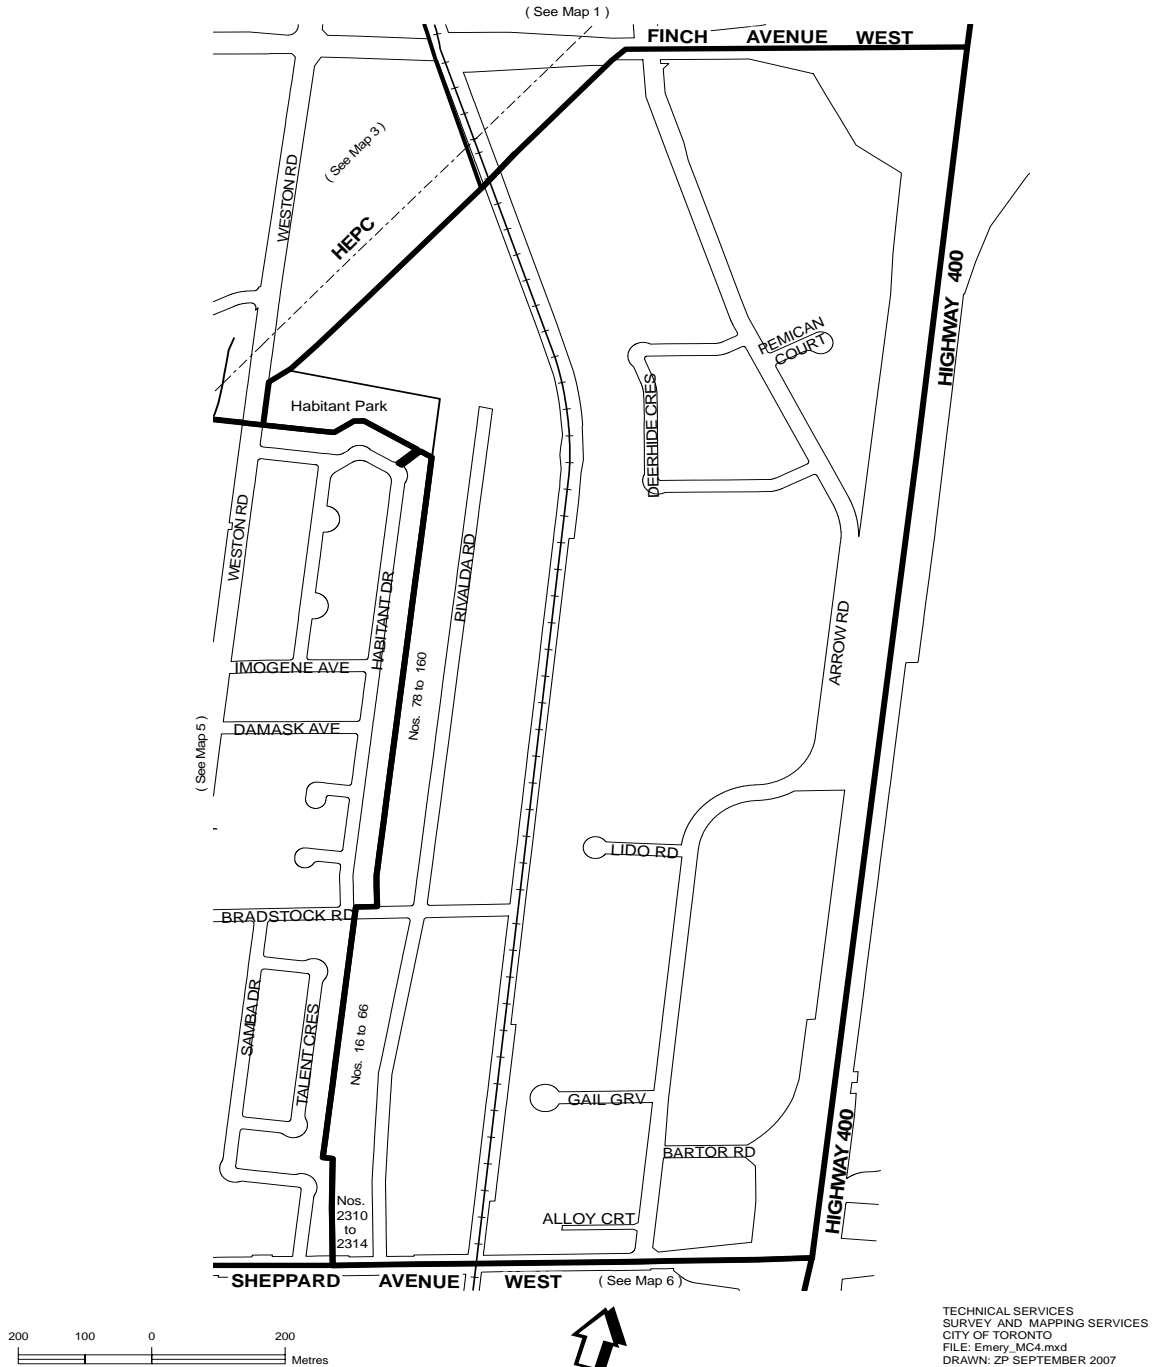 ( See Map 1 )
FINCH AVENUE WEST
( See Map 3 )
WESTON RD
HEPC
HIGHWAY 400
PEMICAN
COURT
DEERHIDE CRES
Habitant Park
WESTON RD
RIVALDA RD
HABITANT DR
ARROW RD
IMOGENE AVE
Nos. 78 to 160
DAMASK AVE
( See Map 5 )
LIDO RD
BRADSTOCK RD
SAMBA DR
TALENT CRES
Nos. 16 to 66
GAIL GRV
BARTOR RD
HIGHWAY 400
Nos.
2310
to
2314
ALLOY CRT
SHEPPARD AVENUE WEST
( See Map 6 )
200 100 0 200
Metres
TECHNICAL SERVICES
SURVEY AND MAPPING SERVICES
CITY OF TORONTO
FILE: Emery_MC4.mxd
DRAWN: ZP SEPTEMBER 2007